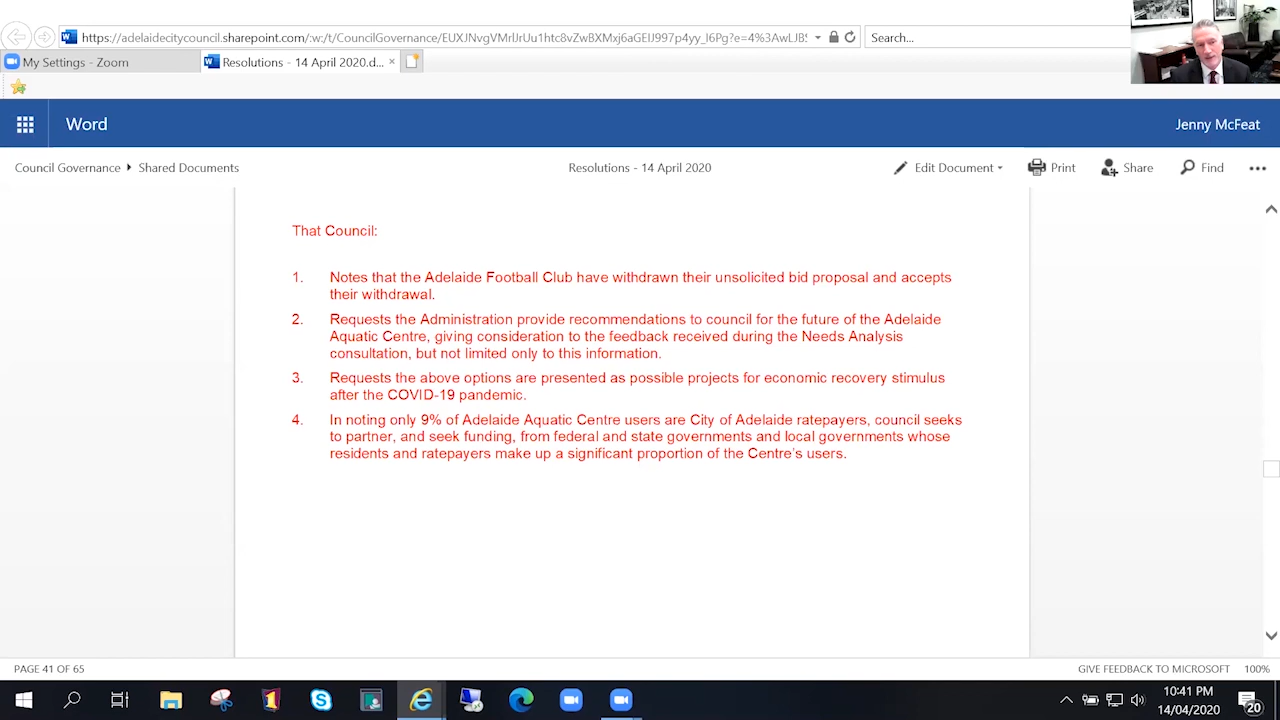 https://adelaidecitycouncil.sharepoint.com/:w:/t/CouncilGovernance/
Search...
My Settings - Zoom
Resolutions - 14 April 2020.d...
Word
Jenny McFeat
Council Governance
Shared Documents
Resolutions - 14 April 2020
Edit Document
Print
Share
Find
That Council:
1. Notes that the Adelaide Football Club have withdrawn their unsolicited bid proposal and accepts
their withdrawal.
2. Requests the Administration provide recommendations to council for the future of the Adelaide
Aquatic Centre, giving consideration to the feedback received during the Needs Analysis
consultation, but not limited only to this information.
3. Requests the above options are presented as possible projects for economic recovery stimulus
after the COVID-19 pandemic.
4. In noting only 9% of Adelaide Aquatic Centre users are City of Adelaide ratepayers, council seeks
to partner, and seek funding, from federal and state governments and local governments whose
residents and ratepayers make up a significant proportion of the Centre's users.
PAGE 41 OF 65
GIVE FEEDBACK TO MICROSOFT
100%
10:41 PM
14/04/2020
20